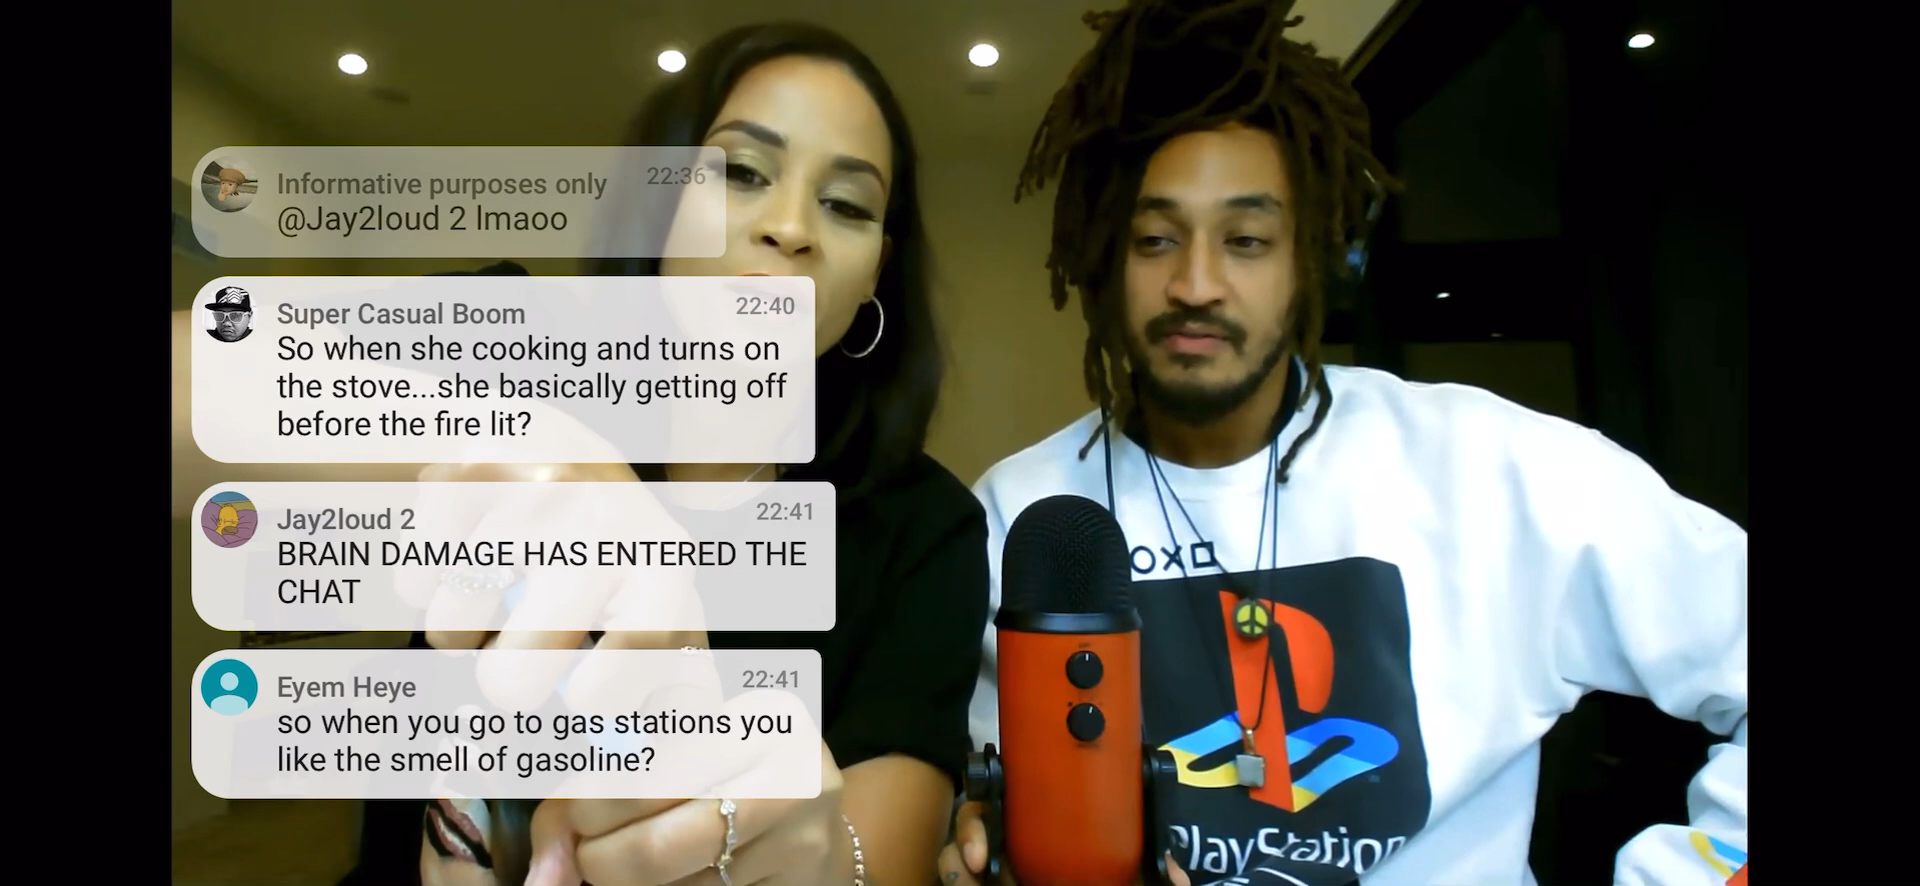 Informative purposes only 22:36
@Jay2loud 2 lmaoo
Super Casual Boom 22:40
So when she cooking and turns on
the stove...she basically getting off
before the fire lit?
Jay2loud 2 22:41
BRAIN DAMAGE HAS ENTERED THE
CHAT
Eyem Heye 22:41
so when you go to gas stations you
like the smell of gasoline?
PlayStation